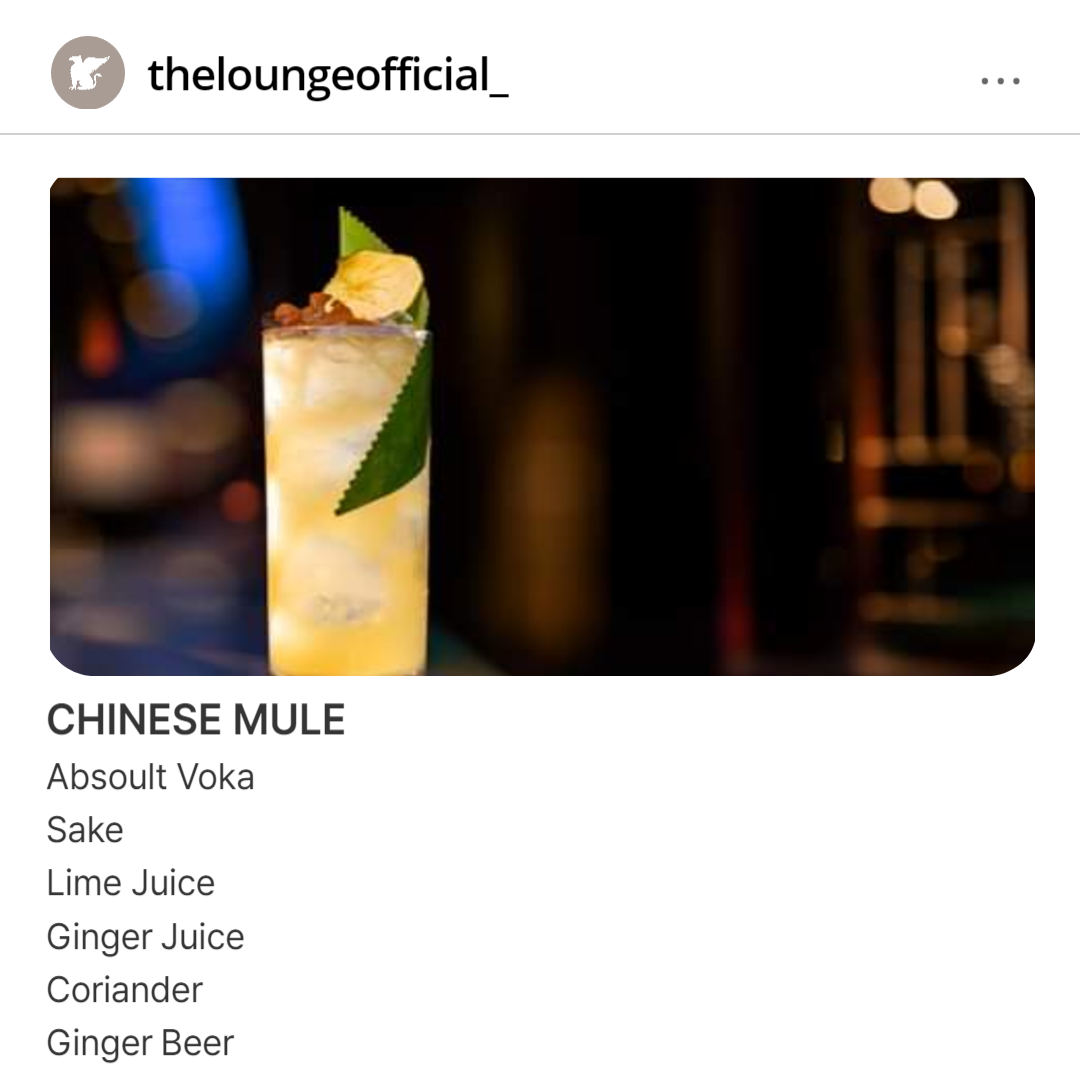 theloungeofficial_
CHINESE MULE
Absoult Voka
Sake
Lime Juice
Ginger Juice
Coriander
Ginger Beer